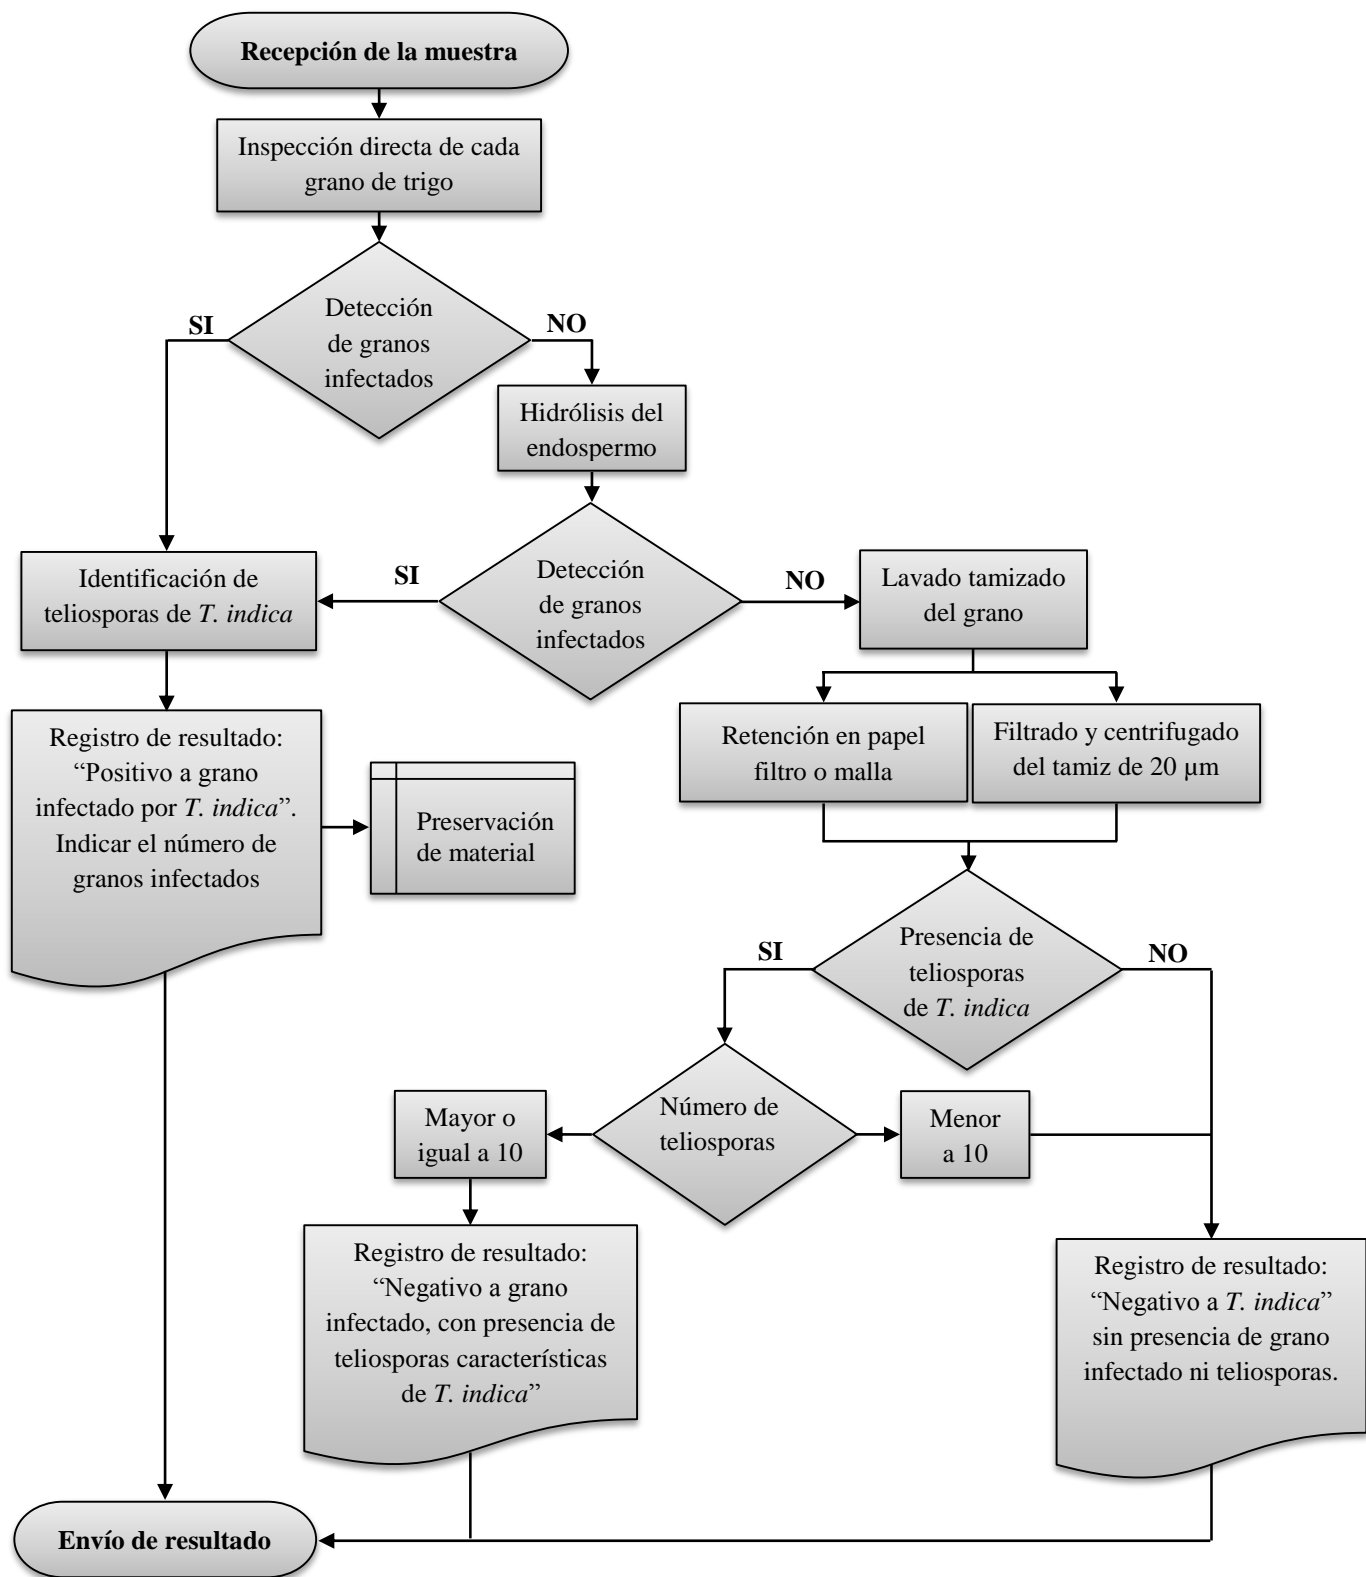 Recepción de la muestra
Inspección directa de cada
grano de trigo
Detección
de granos
infectados
SI
NO
Hidrólisis del
endospermo
Detección
de granos
infectados
SI
NO
Identificación de
teliosporas de T. indica
Lavado tamizado
del grano
Retención en papel
filtro o malla
Filtrado y centrifugado
del tamiz de 20 µm
Registro de resultado:
“Positivo a grano
infectado por T. indica”.
Indicar el número de
granos infectados
Preservación
de material
Presencia de
teliosporas
de T. indica
SI
NO
Número de
teliosporas
Mayor o
igual a 10
Menor
a 10
Registro de resultado:
“Negativo a grano
infectado, con presencia de
teliosporas características
de T. indica”
Registro de resultado:
“Negativo a T. indica”
sin presencia de grano
infectado ni teliosporas.
Envío de resultado